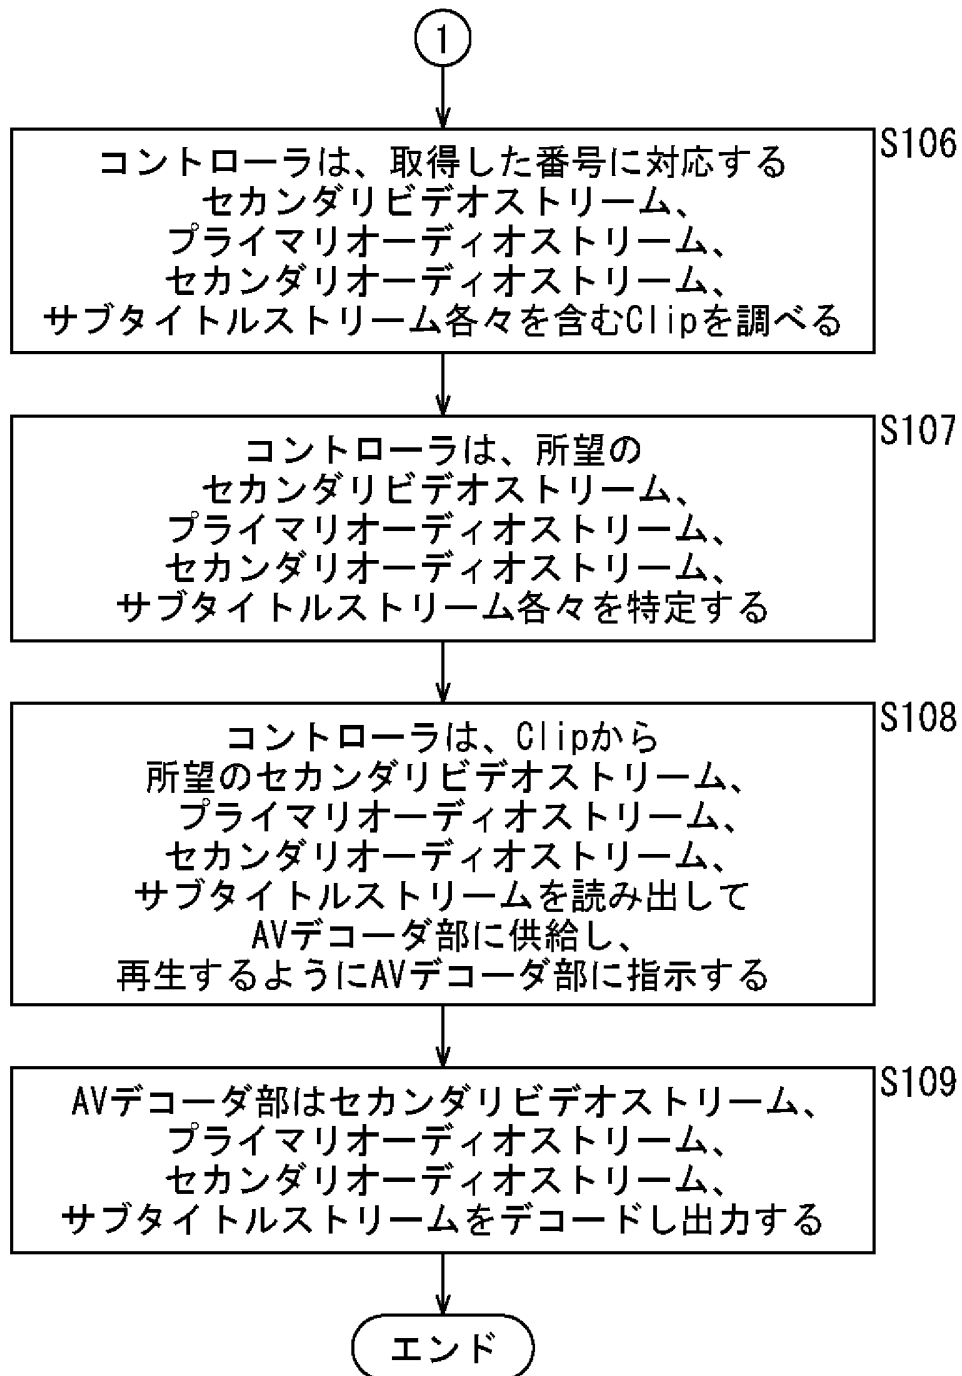 1
S106
コントローラは、取得した番号に対応する
セカンダリビデオストリーム、
プライマリオーディオストリーム、
セカンダリオーディオストリーム、
サブタイトルストリーム各々を含むClipを調べる
S107
コントローラは、所望の
セカンダリビデオストリーム、
プライマリオーディオストリーム、
セカンダリオーディオストリーム、
サブタイトルストリーム各々を特定する
S108
コントローラは、Clipから
所望のセカンダリビデオストリーム、
プライマリオーディオストリーム、
セカンダリオーディオストリーム、
サブタイトルストリームを読み出して
AVデコーダ部に供給し、
再生するようにAVデコーダ部に指示する
S109
AVデコーダ部はセカンダリビデオストリーム、
プライマリオーディオストリーム、
セカンダリオーディオストリーム、
サブタイトルストリームをデコードし出力する
エンド